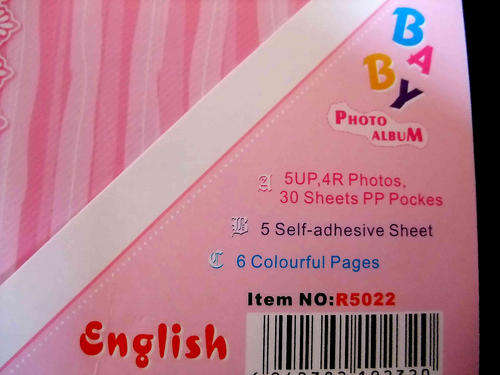 BABY
PHOTO
ALBUM
A 5UP,4R Photos,
30 Sheets PP Pockes
B 5 Self-adhesive Sheet
C 6 Colourful Pages
Item NO:R5022
English